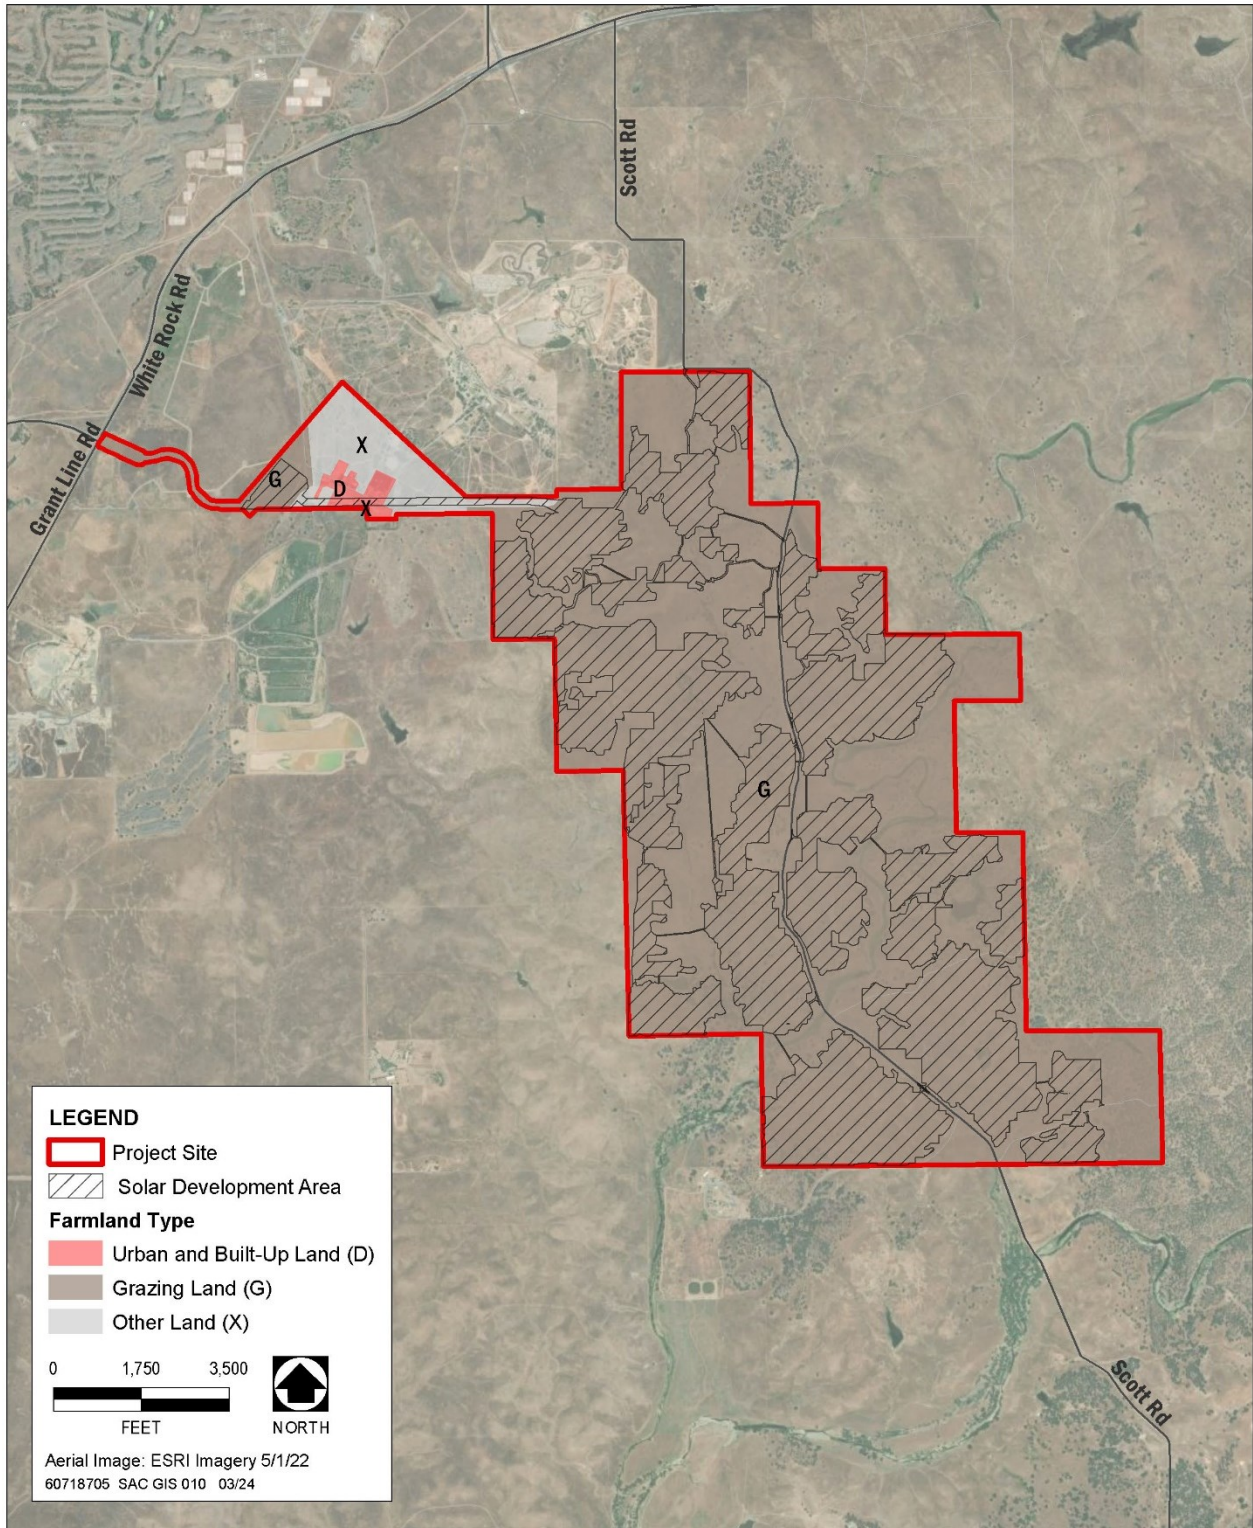 Scott Rd
White Rock Rd
Grant Line Rd
X
G
D
X
G
Scott Rd
LEGEND
Project Site
Solar Development Area
Farmland Type
Urban and Built-Up Land (D)
Grazing Land (G)
Other Land (X)
0 1,750 3,500
FEET
NORTH
Aerial Image: ESRI Imagery 5/1/22
60718705 SAC GIS 010 03/24